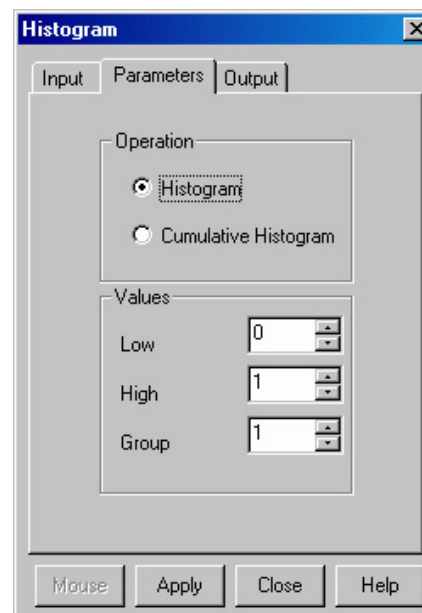 Histogram
Input Parameters Output
Operation
Histogram
Cumulative Histogram
Values
Low 0
High 1
Group 1
Mouse Apply Close Help